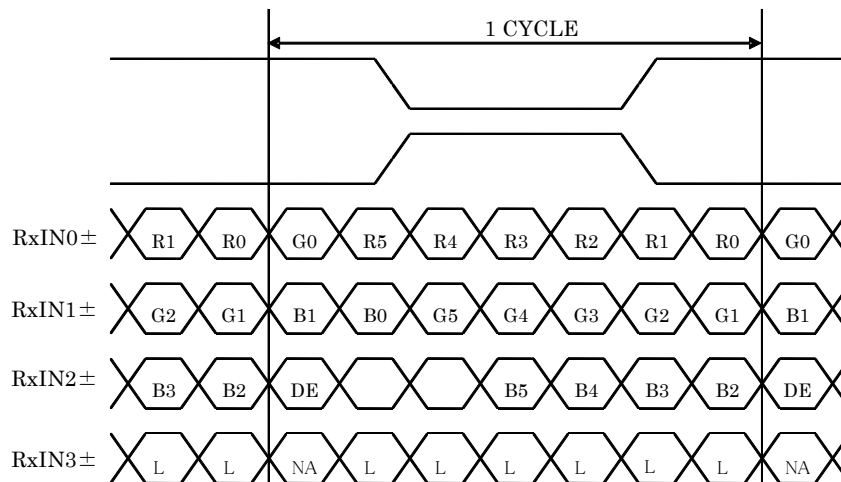 1 CYCLE
RxIN0± R1 R0 G0 R5 R4 R3 R2 R1 R0 G0
RxIN1± G2 G1 B1 B0 G5 G4 G3 G2 G1 B1
RxIN2± B3 B2 DE B5 B4 B3 B2 DE
RxIN3± L L NA L L L L L L NA